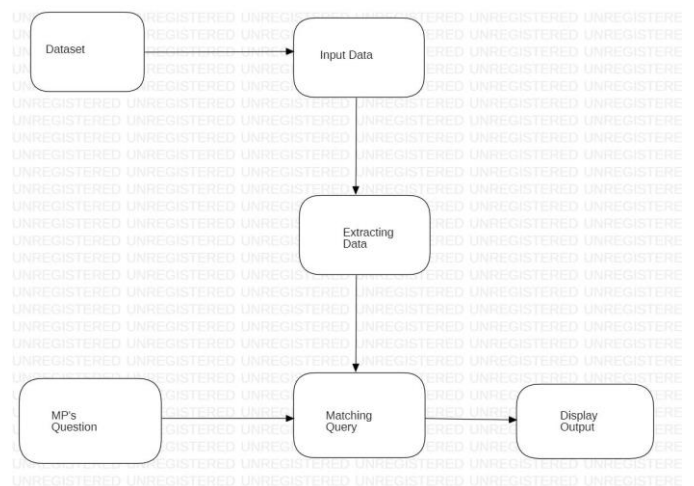 Dataset
Input Data
Extracting
Data
MP's
Question
Matching
Query
Display
Output